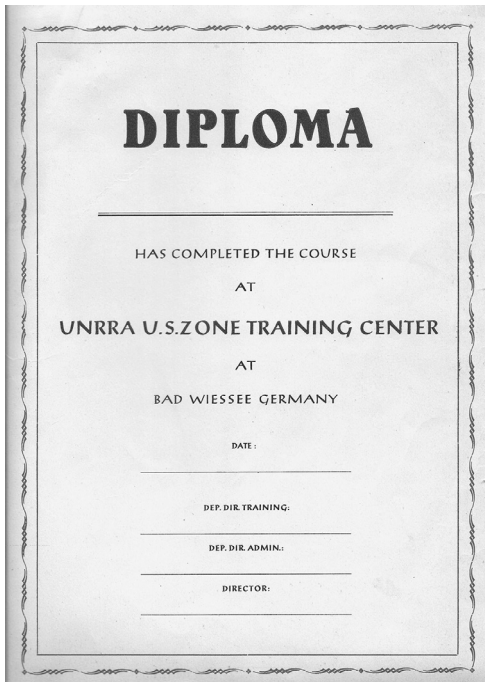 DIPLOMA
HAS COMPLETED THE COURSE
AT
UNRRA U.S.ZONE TRAINING CENTER
AT
BAD WIESSEE GERMANY
DATE :
DEP. DIR. TRAINING:
DEP. DIR. ADMIN.:
DIRECTOR: